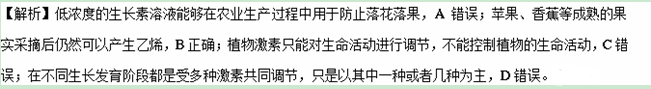 【解析】低浓度的生长素溶液能够在农业生产过程中用于防止落花落果，A 错误；苹果、香蕉等成熟的果
实采摘后仍然可以产生乙烯，B 正确；植物激素只能对生命活动进行调节，不能控制植物的生命活动，C 错
误；在不同生长发育阶段都是受多种激素共同调节，只是以其中一种或者几种为主，D 错误。